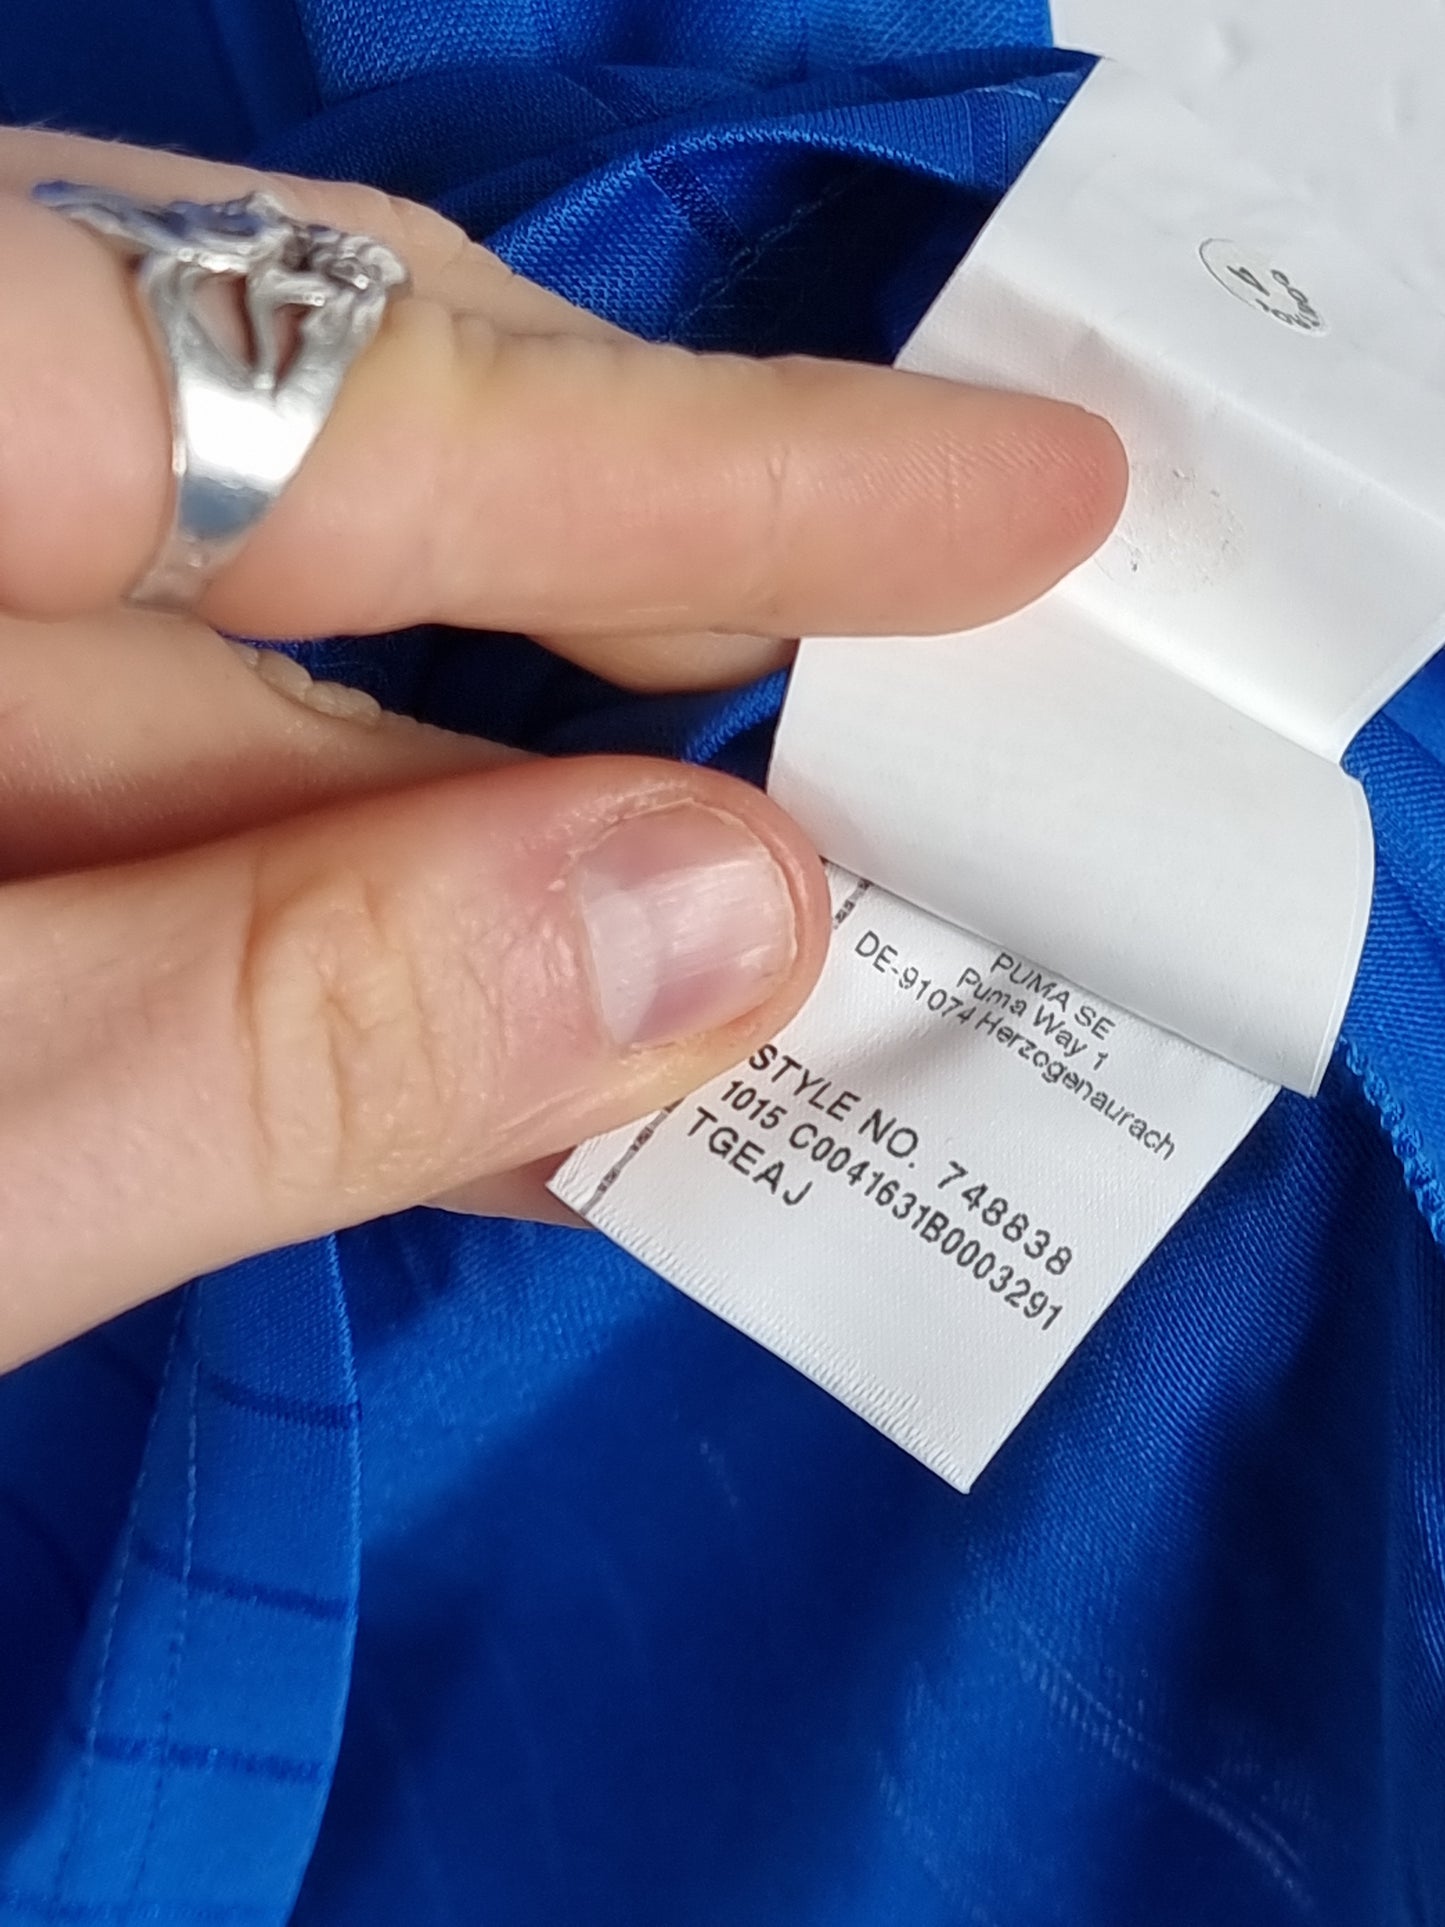 PUMA SE
Puma Way 1
DE-91074 Herzogenaurach
STYLE NO. 748838
1015 C0041631B0003291
TGEAJ